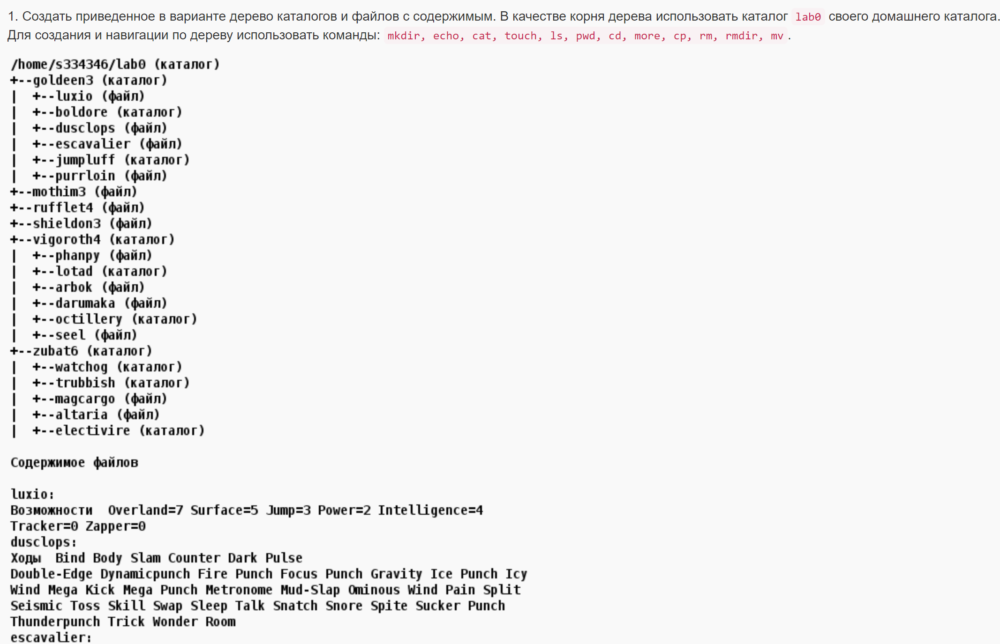 1. Создать приведенное в варианте дерево каталогов и файлов с содержимым. В качестве корня дерева использовать каталог lab0 своего домашнего каталога.
Для создания и навигации по дереву использовать команды: mkdir, echo, cat, touch, ls, pwd, cd, more, cp, rm, rmdir, mv.
/home/s334346/lab0 (каталог)
+--goldeen3 (каталог)
|  +--luxio (файл)
|  +--boldore (каталог)
|  +--dusclops (файл)
|  +--escavalier (файл)
|  +--jumpluff (каталог)
|  +--purrloin (файл)
+--mothim3 (файл)
+--rufflet4 (файл)
+--shieldon3 (файл)
+--vigoroth4 (каталог)
|  +--phanpy (файл)
|  +--lotad (каталог)
|  +--arbok (файл)
|  +--darumaka (файл)
|  +--octillery (каталог)
|  +--seel (файл)
+--zubat6 (каталог)
|  +--watchog (каталог)
|  +--trubbish (каталог)
|  +--magcargo (файл)
|  +--altaria (файл)
|  +--electivire (каталог)
Содержимое файлов
luxio:
Возможности  Overland=7 Surface=5 Jump=3 Power=2 Intelligence=4
Tracker=0 Zapper=0
dusclops:
Ходы  Bind Body Slam Counter Dark Pulse
Double-Edge Dynamicpunch Fire Punch Focus Punch Gravity Ice Punch Icy
Wind Mega Kick Mega Punch Metronome Mud-Slap Ominous Wind Pain Split
Seismic Toss Skill Swap Sleep Talk Snatch Snore Spite Sucker Punch
Thunderpunch Trick Wonder Room
escavalier: